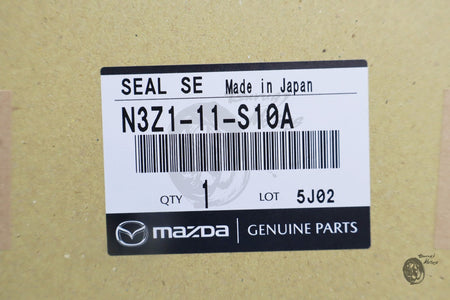 SEAL SE Made in Japan
N3Z1-11-S10A
QTY 1 LOT 5J02
mazda GENUINE PARTS